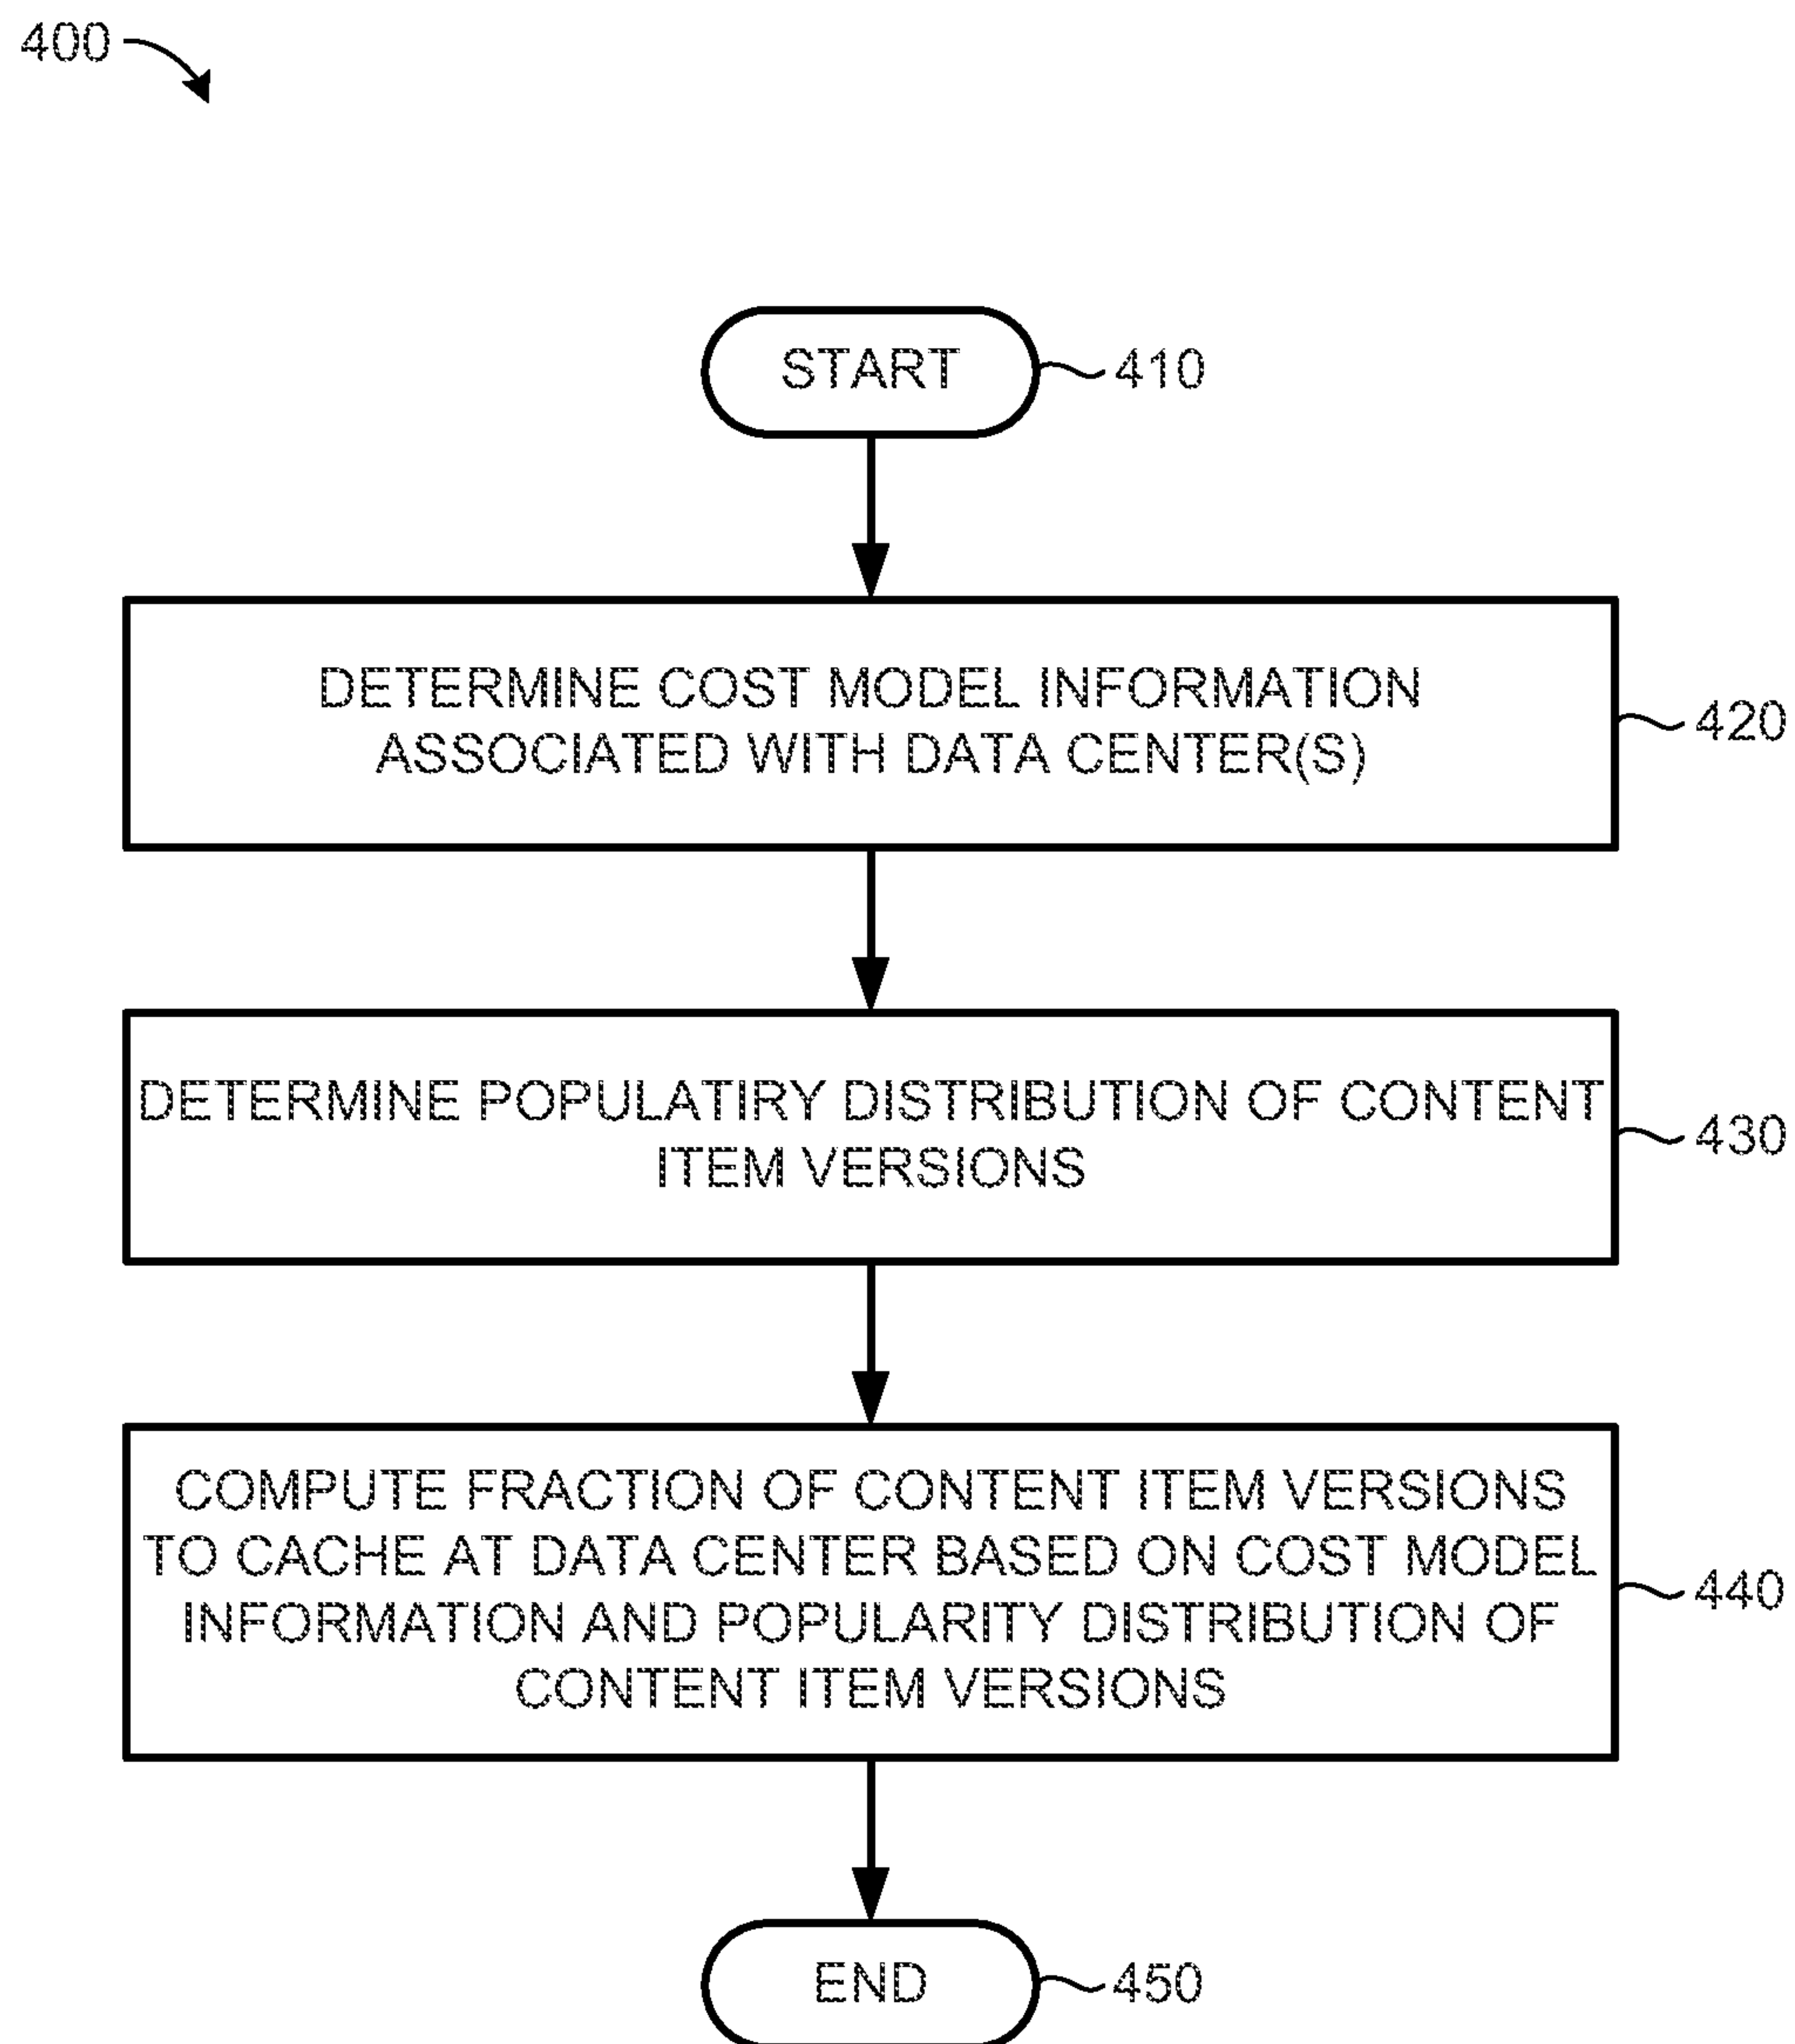 400
START
410
DETERMINE COST MODEL INFORMATION
ASSOCIATED WITH DATA CENTER(S)
420
DETERMINE POPULATIRY DISTRIBUTION OF CONTENT
ITEM VERSIONS
430
COMPUTE FRACTION OF CONTENT ITEM VERSIONS
TO CACHE AT DATA CENTER BASED ON COST MODEL
INFORMATION AND POPULARITY DISTRIBUTION OF
CONTENT ITEM VERSIONS
440
END
450